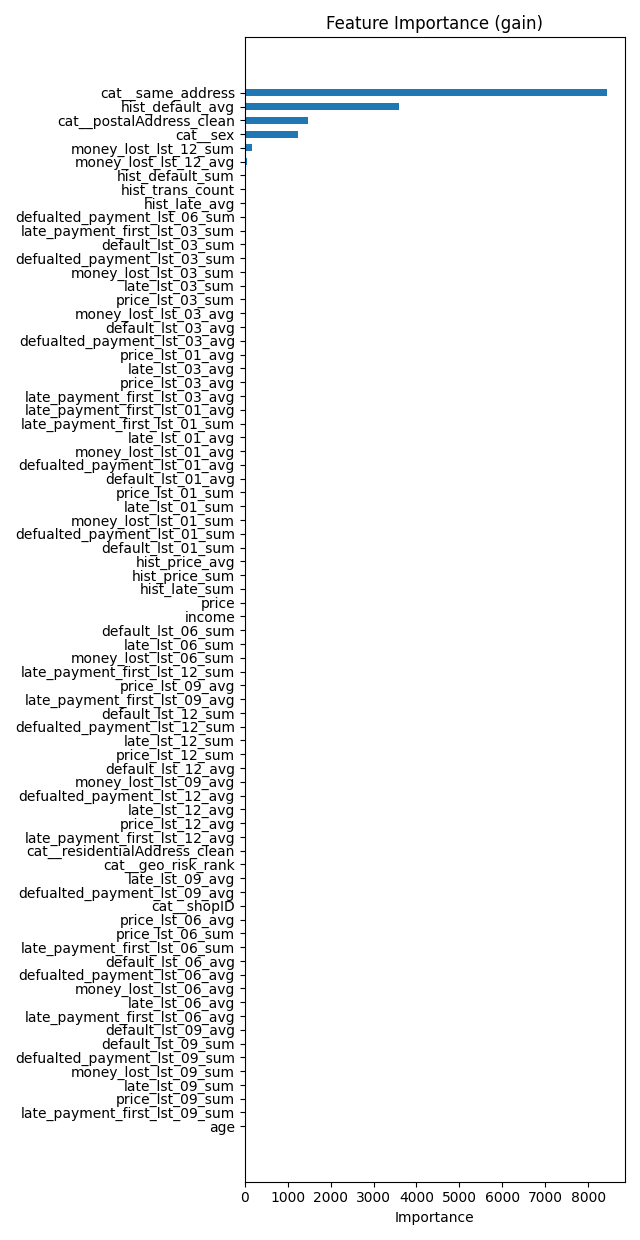 Feature Importance (gain)
cat__same_address
hist_default_avg
cat__postalAddress_clean
cat__sex
money_lost_lst_12_sum
money_lost_lst_12_avg
hist_default_sum
hist_trans_count
hist_late_avg
defualted_payment_lst_06_sum
late_payment_first_lst_03_sum
default_lst_03_sum
defualted_payment_lst_03_sum
money_lost_lst_03_sum
late_lst_03_sum
price_lst_03_sum
money_lost_lst_03_avg
default_lst_03_avg
defualted_payment_lst_03_avg
price_lst_01_avg
late_lst_03_avg
price_lst_03_avg
late_payment_first_lst_03_avg
late_payment_first_lst_01_avg
late_payment_first_lst_01_sum
late_lst_01_avg
money_lost_lst_01_avg
defualted_payment_lst_01_avg
default_lst_01_avg
price_lst_01_sum
late_lst_01_sum
money_lost_lst_01_sum
defualted_payment_lst_01_sum
default_lst_01_sum
hist_price_avg
hist_price_sum
hist_late_sum
price
income
default_lst_06_sum
late_lst_06_sum
money_lost_lst_06_sum
late_payment_first_lst_12_sum
price_lst_09_avg
late_payment_first_lst_09_avg
default_lst_12_sum
defualted_payment_lst_12_sum
late_lst_12_sum
price_lst_12_sum
default_lst_12_avg
money_lost_lst_09_avg
defualted_payment_lst_12_avg
late_lst_12_avg
price_lst_12_avg
late_payment_first_lst_12_avg
cat__residentialAddress_clean
cat__geo_risk_rank
late_lst_09_avg
defualted_payment_lst_09_avg
cat__shopID
price_lst_06_avg
price_lst_06_sum
late_payment_first_lst_06_sum
default_lst_06_avg
defualted_payment_lst_06_avg
money_lost_lst_06_avg
late_lst_06_avg
late_payment_first_lst_06_avg
default_lst_09_avg
default_lst_09_sum
defualted_payment_lst_09_sum
money_lost_lst_09_sum
late_lst_09_sum
price_lst_09_sum
late_payment_first_lst_09_sum
age
0 1000 2000 3000 4000 5000 6000 7000 8000
Importance